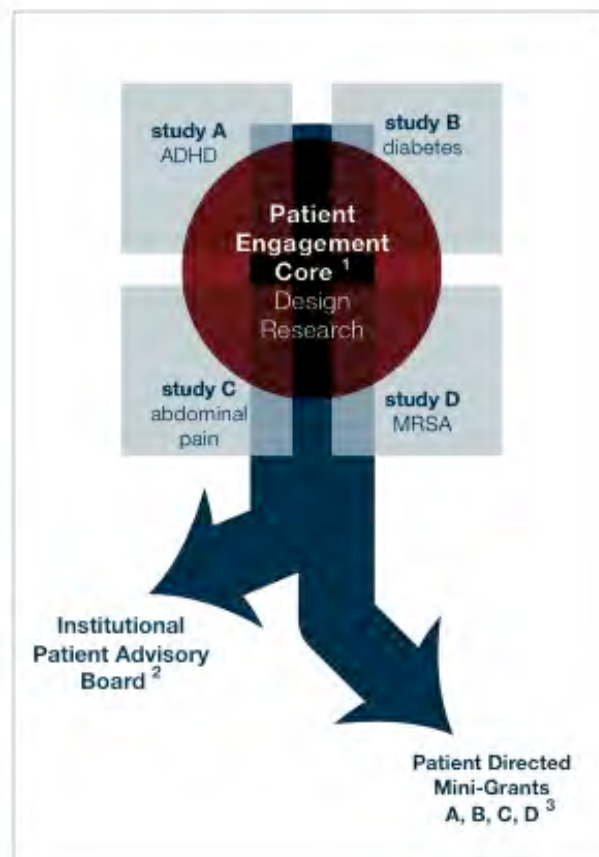 study A
ADHD
study B
diabetes
Patient
Engagement
Core 1
Design
Research
study C
abdominal
pain
study D
MRSA
Institutional
Patient Advisory
Board 2
Patient Directed
Mini-Grants
A, B, C, D 3